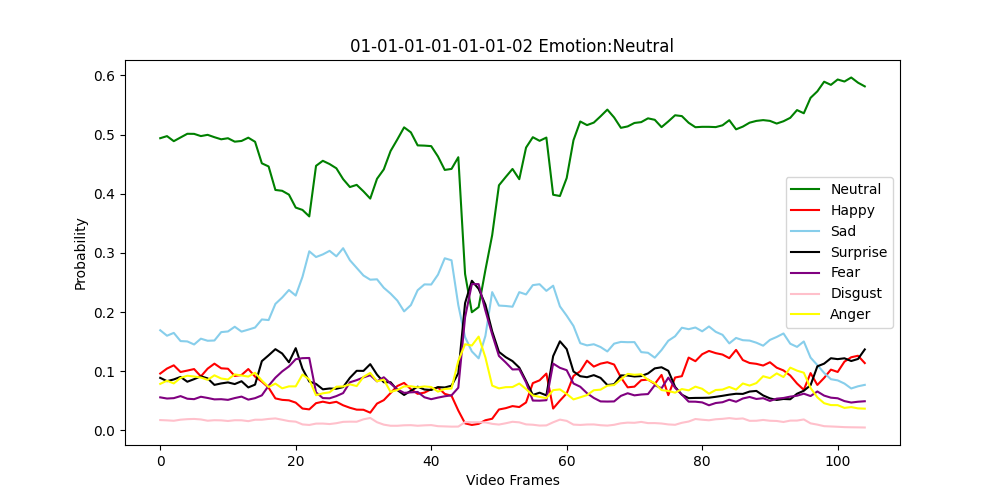 01-01-01-01-01-01-02 Emotion:Neutral
0.6
0.5
0.4
0.3
0.2
0.1
0.0
Probability
Neutral
Happy
Sad
Surprise
Fear
Disgust
Anger
0 20 40 60 80 100
Video Frames